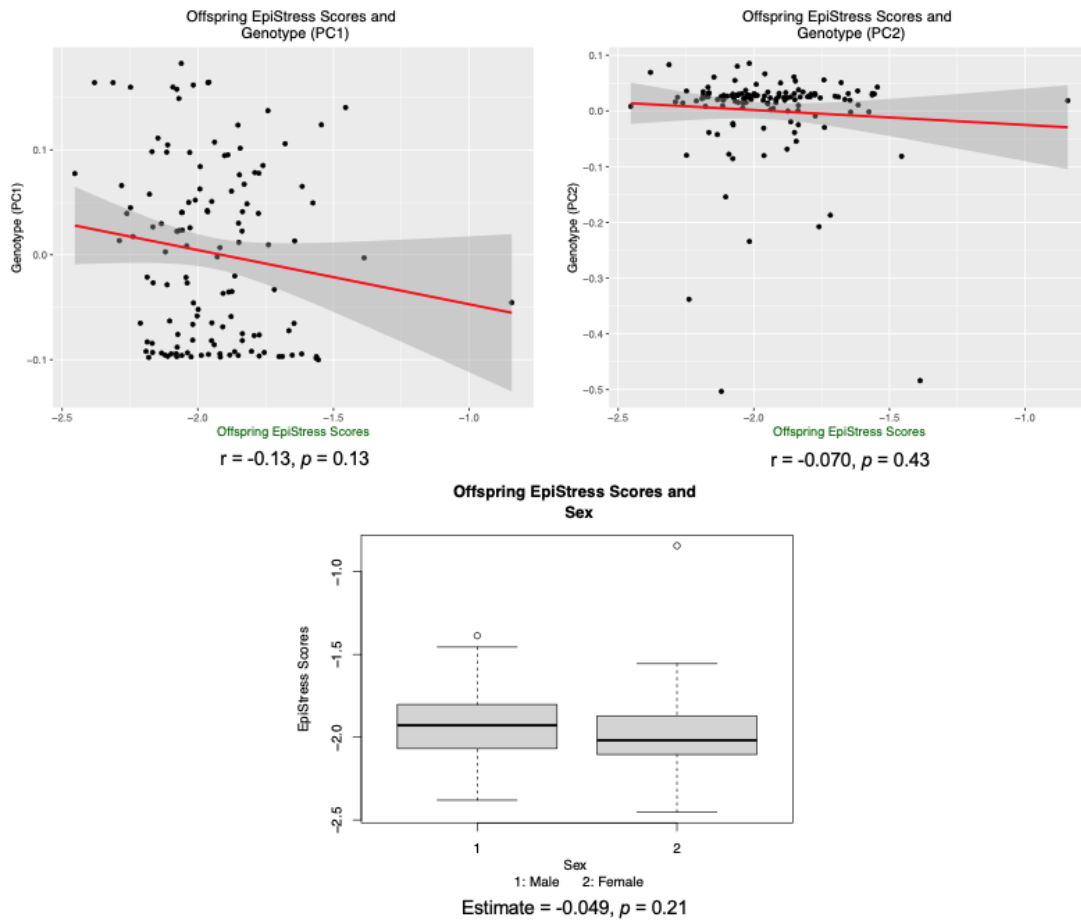 Offspring EpiStress Scores and
Genotype (PC1)
Genotype (PC1)
0.1
0.0
−0.1
−2.5
−2.0
−1.5
−1.0
Offspring EpiStress Scores
r = -0.13, p = 0.13
Offspring EpiStress Scores and
Genotype (PC2)
Genotype (PC2)
0.1
0.0
−0.1
−0.2
−0.3
−0.4
−0.5
−2.5
−2.0
−1.5
−1.0
Offspring EpiStress Scores
r = -0.070, p = 0.43
Offspring EpiStress Scores and
Sex
EpiStress Scores
−1.0
−1.5
−2.0
−2.5
1
2
Sex
1: Male 2: Female
Estimate = -0.049, p = 0.21